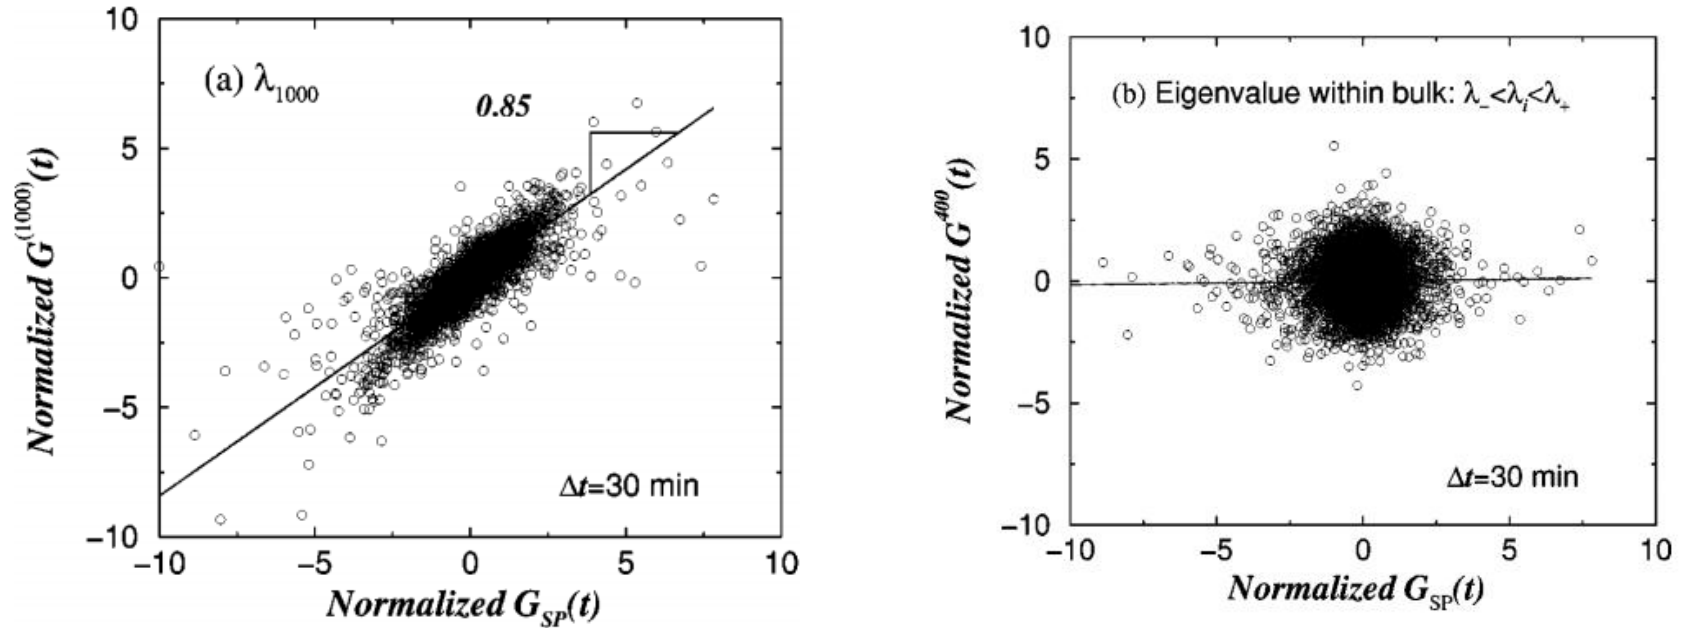 10
(a) λ1000
0.85
5
Normalized G(1000)(t)
0
−5
Δt=30 min
−10
−10 −5 0 5 10
Normalized GSP(t)
10
(b) Eigenvalue within bulk: λ−<λi<λ+
5
Normalized G400(t)
0
−5
Δt=30 min
−10
−10 −5 0 5 10
Normalized GSP(t)